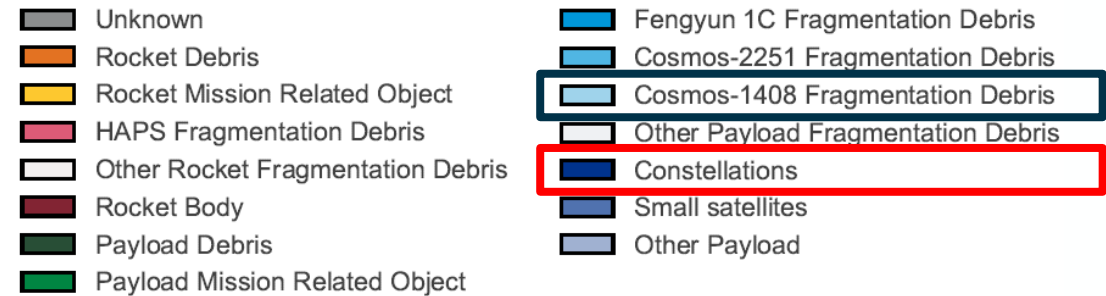 Unknown
Rocket Debris
Rocket Mission Related Object
HAPS Fragmentation Debris
Other Rocket Fragmentation Debris
Rocket Body
Payload Debris
Payload Mission Related Object
Fengyun 1C Fragmentation Debris
Cosmos-2251 Fragmentation Debris
Cosmos-1408 Fragmentation Debris
Other Payload Fragmentation Debris
Constellations
Small satellites
Other Payload